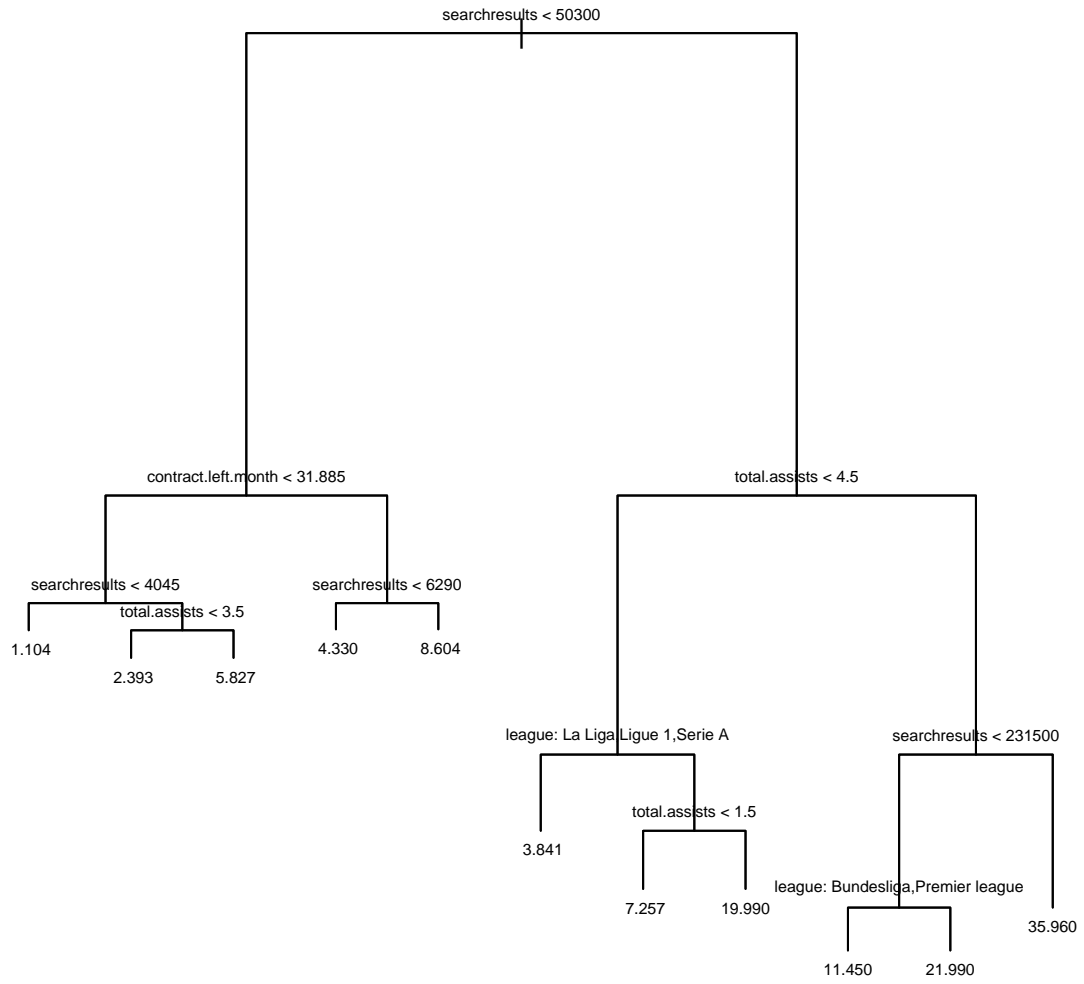 searchresults < 50300
contract.left.month < 31.885
total.assists < 4.5
searchresults < 4045
searchresults < 6290
total.assists < 3.5
1.104
4.330
8.604
2.393
5.827
league: La Liga,Ligue 1,Serie A
searchresults < 231500
total.assists < 1.5
3.841
league: Bundesliga,Premier league
7.257
19.990
35.960
11.450
21.990